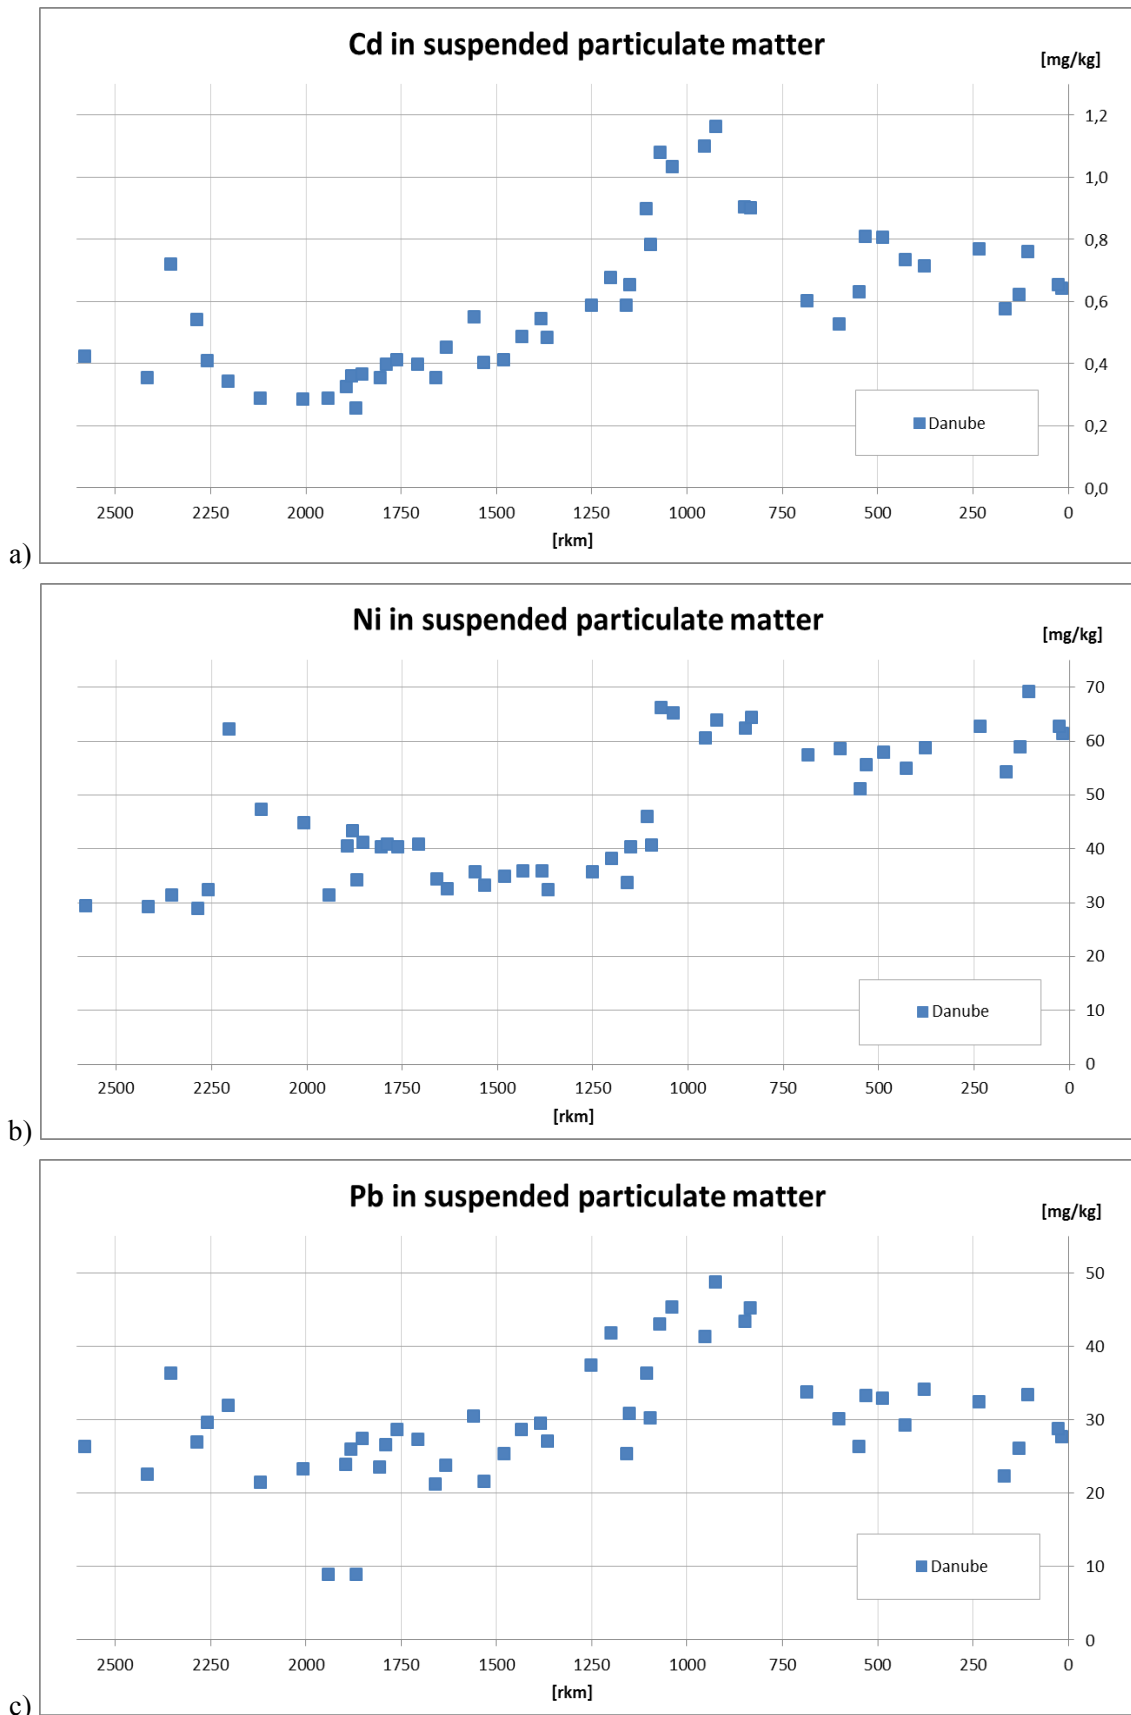 Cd in suspended particulate matter
[mg/kg]
1,2
1,0
0,8
0,6
0,4
0,2
0,0
Danube
2500 2250 2000 1750 1500 1250 1000 750 500 250 0
[rkm]
a)
Ni in suspended particulate matter
[mg/kg]
70
60
50
40
30
20
10
0
Danube
2500 2250 2000 1750 1500 1250 1000 750 500 250 0
[rkm]
b)
Pb in suspended particulate matter
[mg/kg]
50
40
30
20
10
0
Danube
2500 2250 2000 1750 1500 1250 1000 750 500 250 0
[rkm]
c)